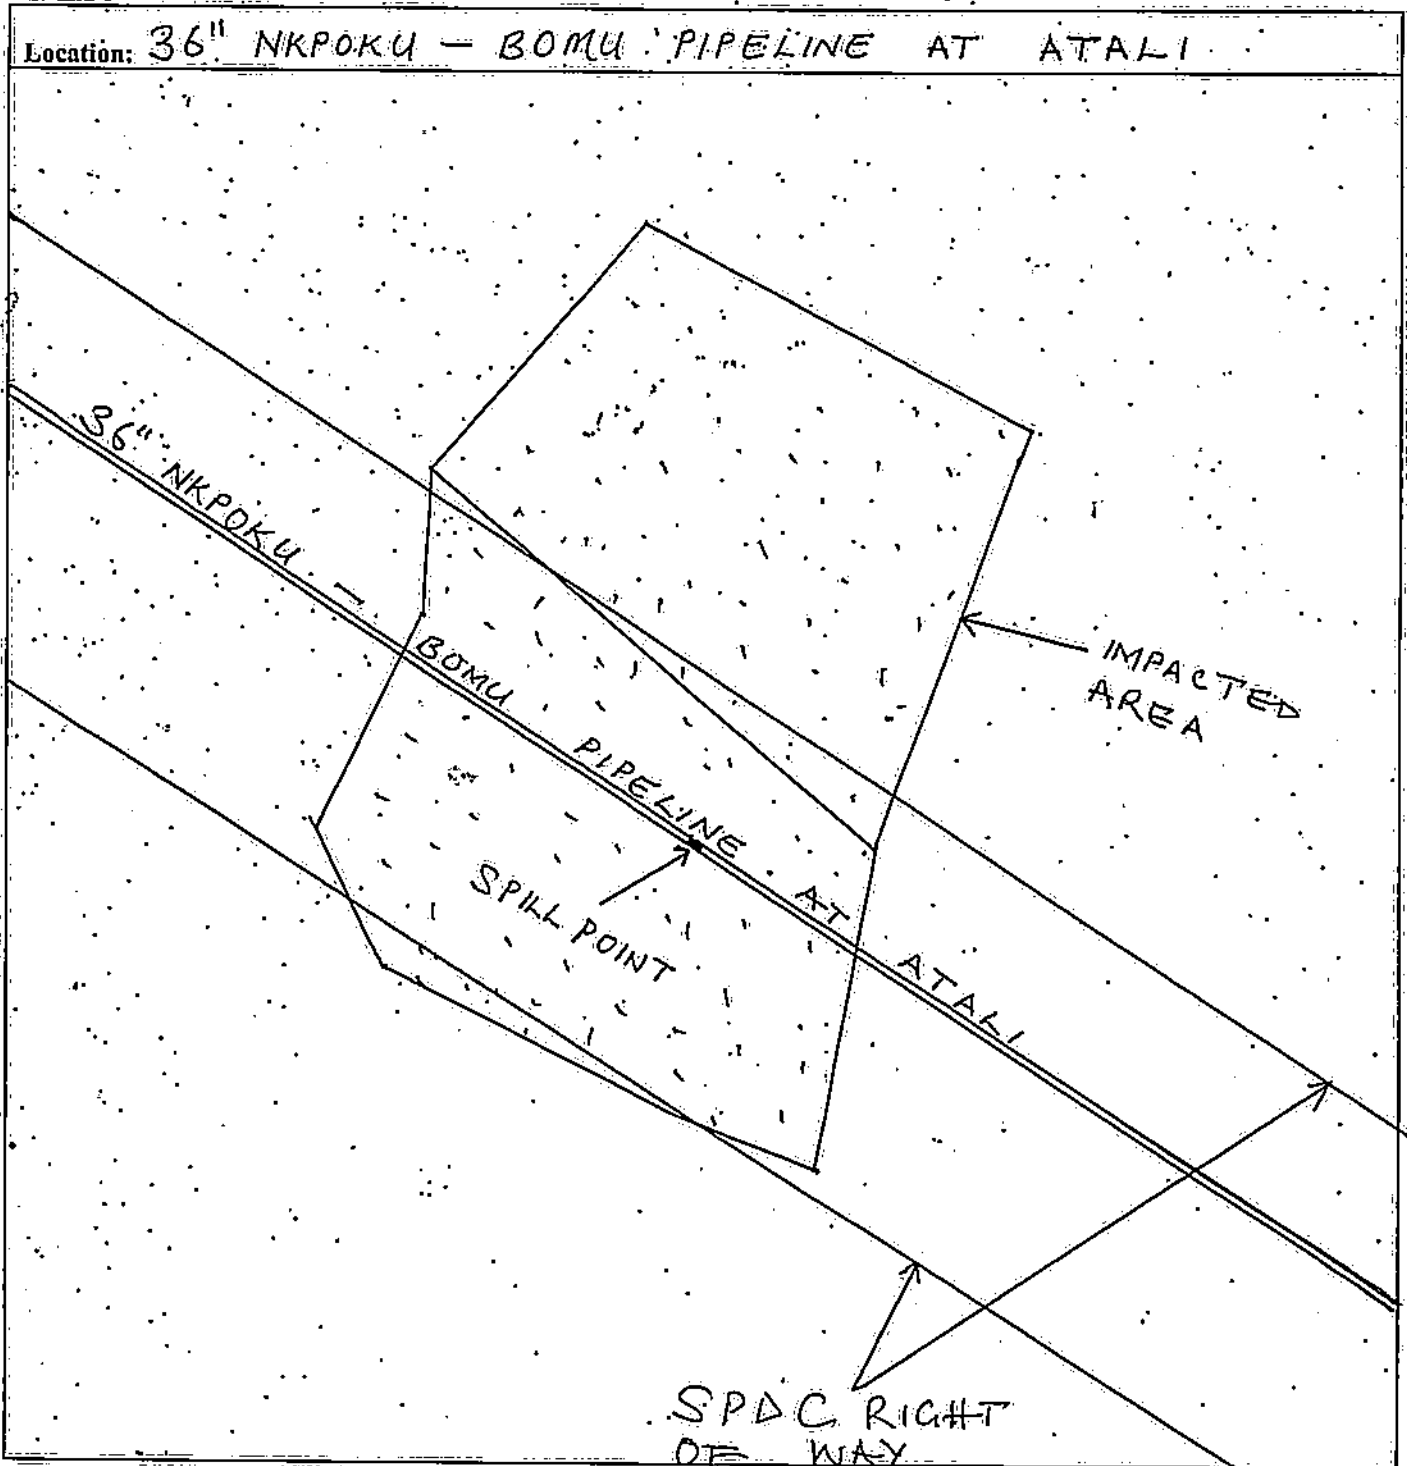 Location: 36" NKPOKU - BOMU PIPELINE AT ATALI
36" NKPOKU - BOMU PIPELINE AT ATALI
IMPACTED
AREA
SPILL POINT
SPDC RIGHT
OF WAY